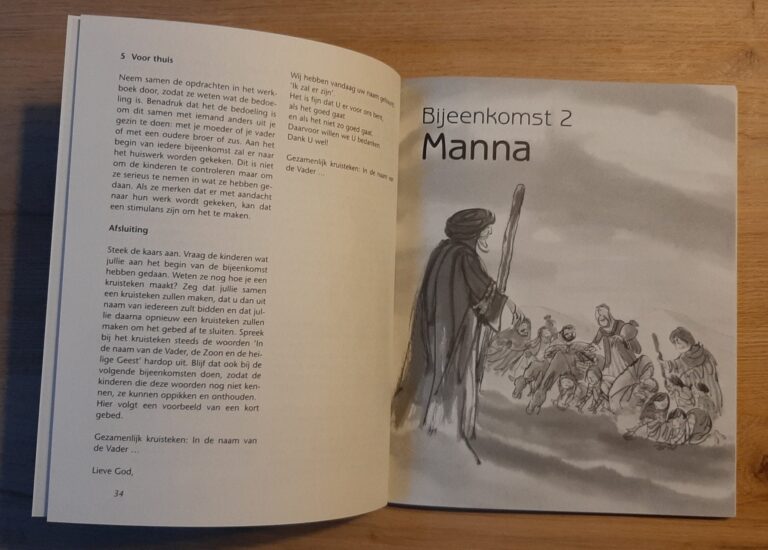 5 Voor thuis
Neem samen de opdrachten in het werk-
boek door, zodat ze weten wat de bedoe-
ling is. Benadruk dat het de bedoeling is
om dit samen met iemand anders uit je
gezin te doen: met je moeder of je vader
of met een oudere broer of zus. Aan het
begin van iedere bijeenkomst zal er naar
het huiswerk worden gekeken. Dit is niet
om de kinderen te controleren maar om
ze serieus te nemen in wat ze hebben ge-
daan. Als ze merken dat er met aandacht
naar hun werk wordt gekeken, kan dat
een stimulans zijn om het te maken.
Afsluiting
Steek de kaars aan. Vraag de kinderen wat
jullie aan het begin van de bijeenkomst
hebben gedaan. Weten ze nog hoe je een
kruisteken maakt? Zeg dat jullie samen
een kruisteken zullen maken, dat u dan uit
naam van iedereen zult bidden en dat jul-
lie daarna opnieuw een kruisteken zullen
maken om het gebed af te sluiten. Spreek
bij het kruisteken steeds de woorden 'In
de naam van de Vader, de Zoon en de hei-
lige Geest' hardop uit. Blijf dat ook bij de
volgende bijeenkomsten doen, zodat de
kinderen die deze woorden nog niet ken-
nen, ze kunnen oppikken en onthouden.
Hier volgt een voorbeeld van een kort
gebed.
Gezamenlijk kruisteken: In de naam van
de Vader …
Lieve God,
34
Wij hebben vandaag uw naam gehoord:
'Ik zal er zijn'
Het is fijn dat U er voor ons bent,
als het goed gaat
en als het niet zo goed gaat.
Daarvoor willen we U bedanken
Dank U wel!
Gezamenlijk kruisteken: In de naam van
de Vader …
Bijeenkomst 2
Manna